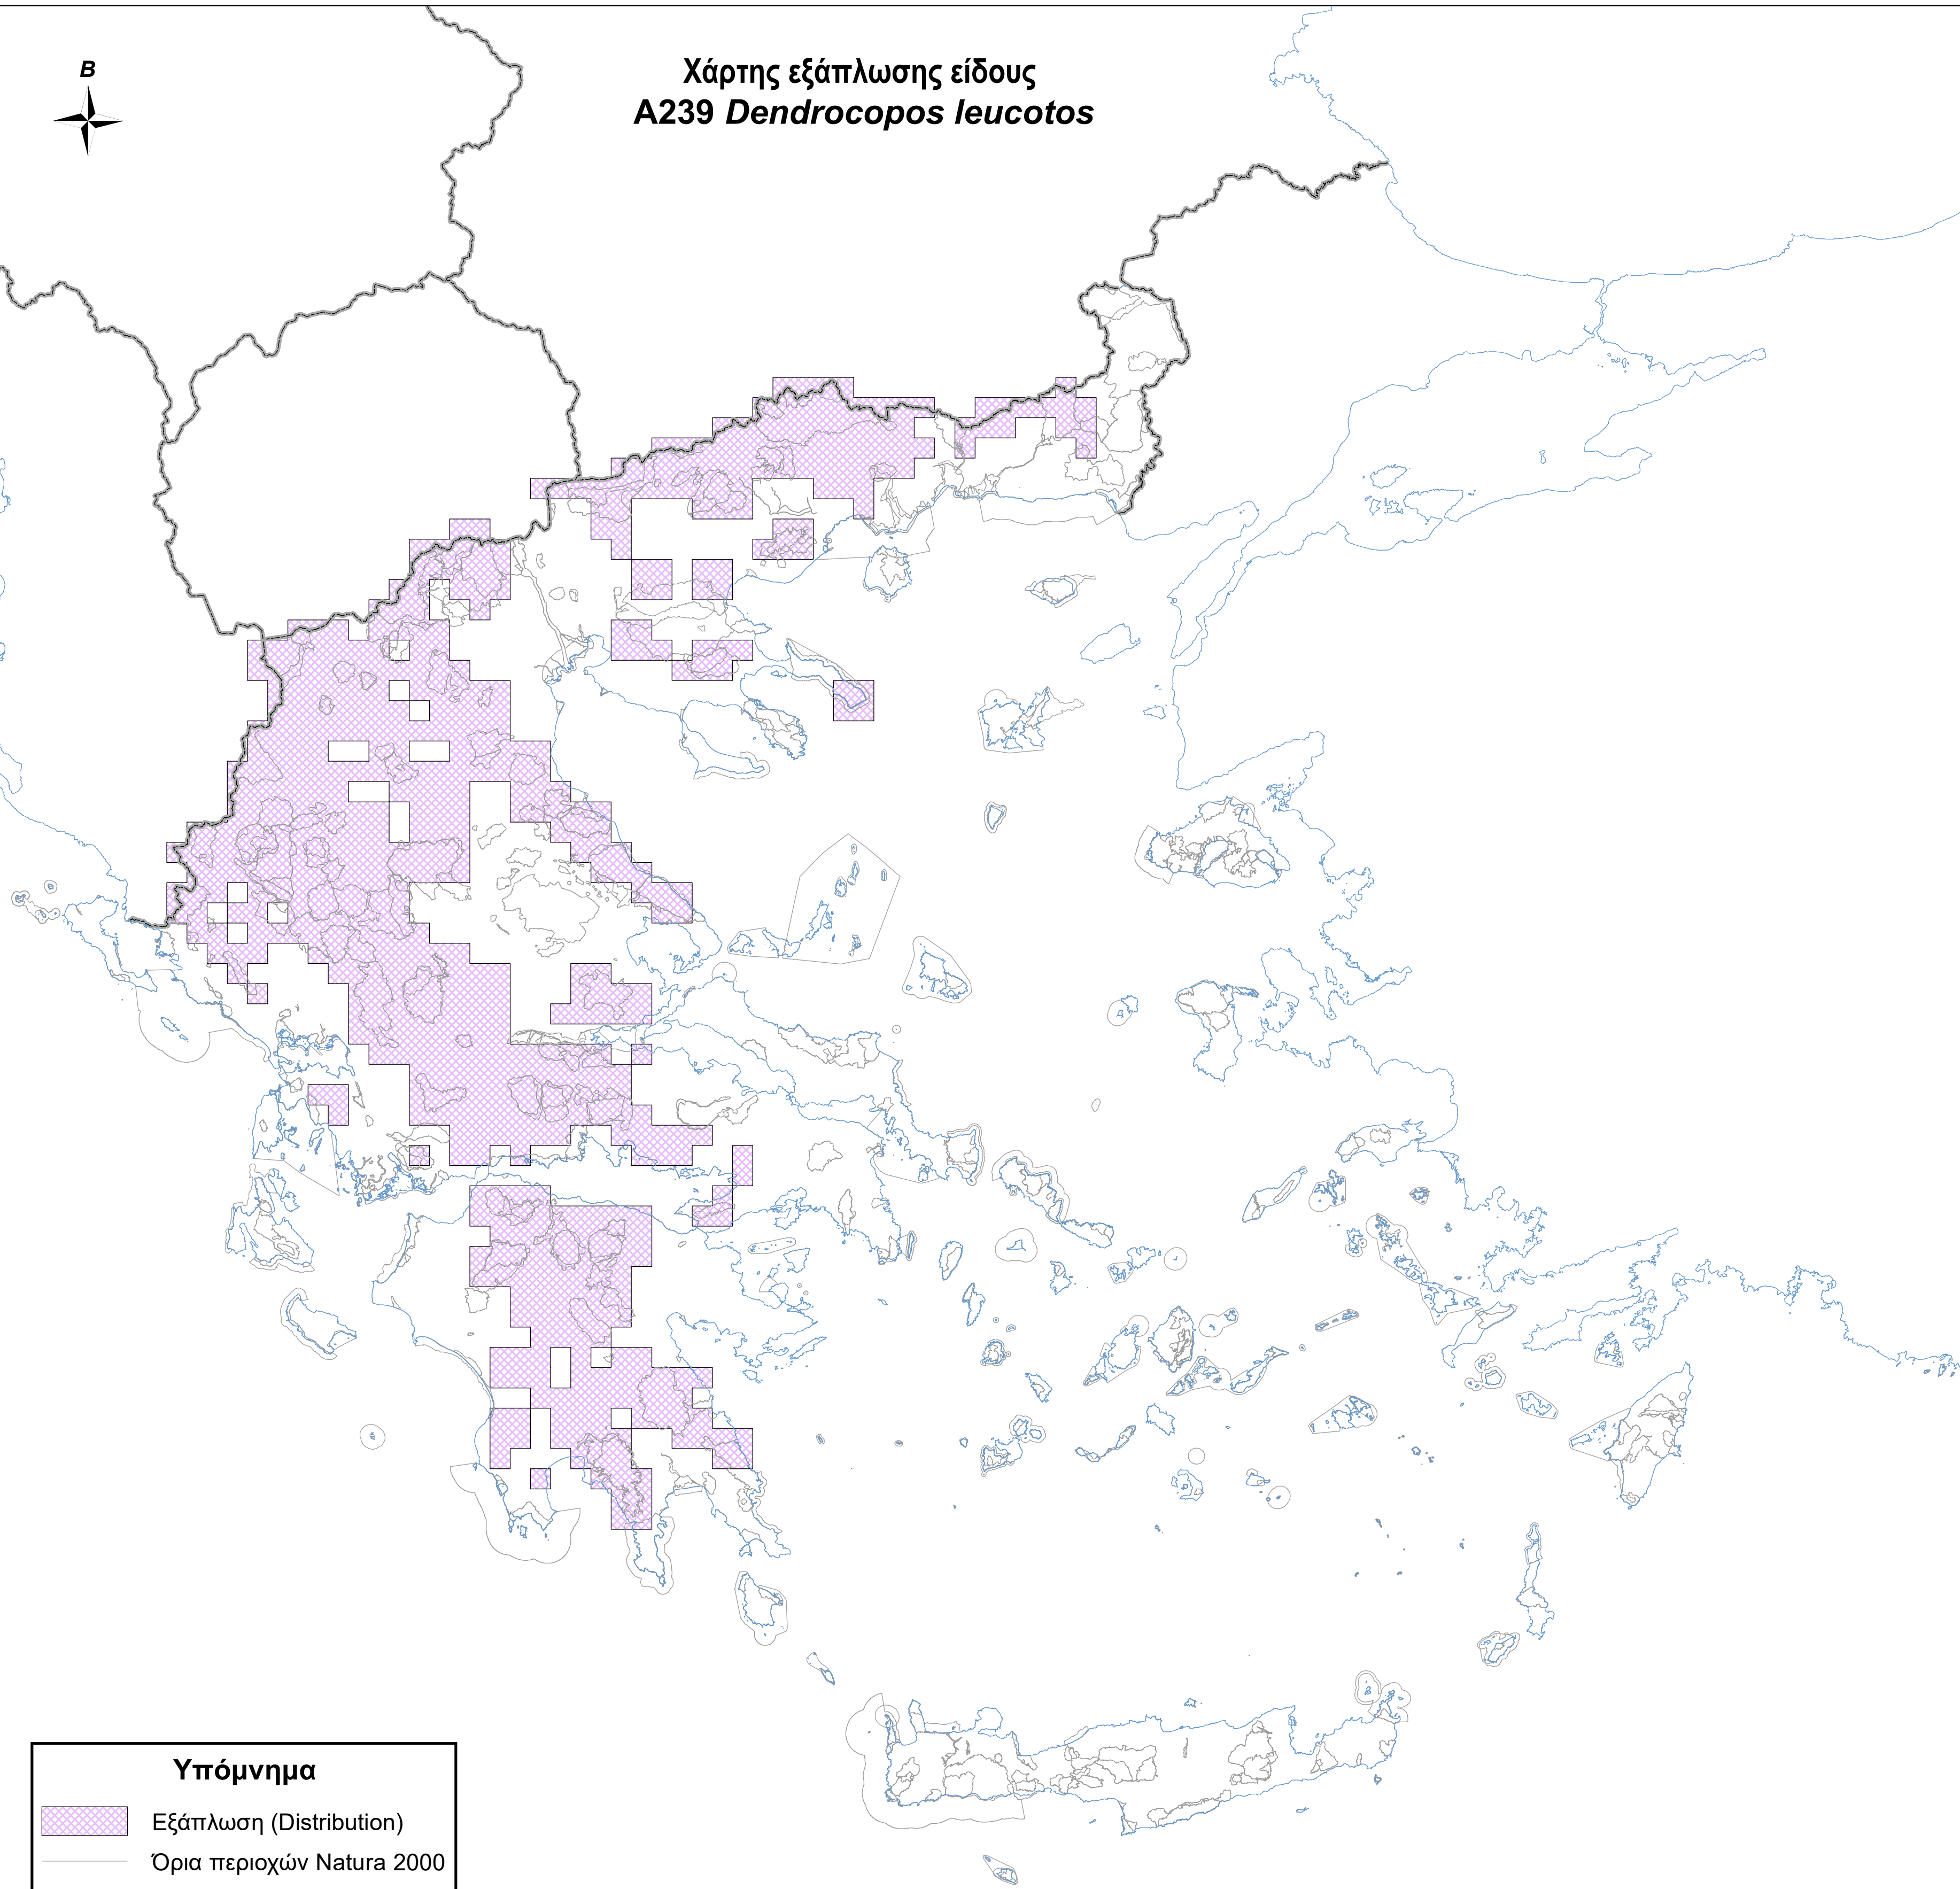 B
Χάρτης εξάπλωσης είδους
A239 Dendrocopos leucotos
Υπόμνημα
Εξάπλωση (Distribution)
Όρια περιοχών Natura 2000